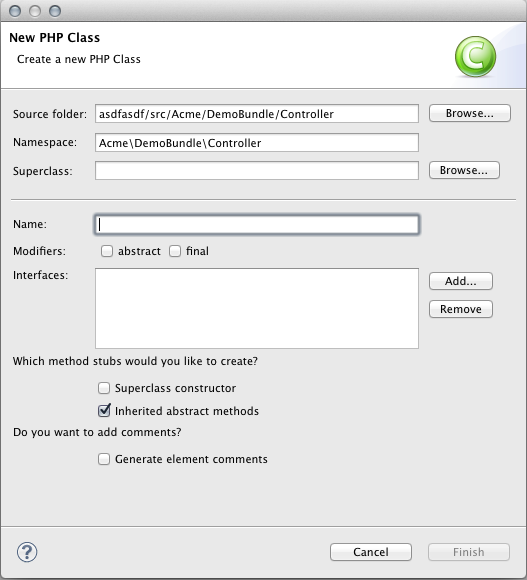 New PHP Class
Create a new PHP Class
C
Source folder: asdfasdf/src/Acme/DemoBundle/Controller Browse...
Namespace: Acme\DemoBundle\Controller
Superclass: Browse...
Name:
Modifiers: abstract final
Interfaces: Add...
Remove
Which method stubs would you like to create?
Superclass constructor
Inherited abstract methods
Do you want to add comments?
Generate element comments
? Cancel Finish